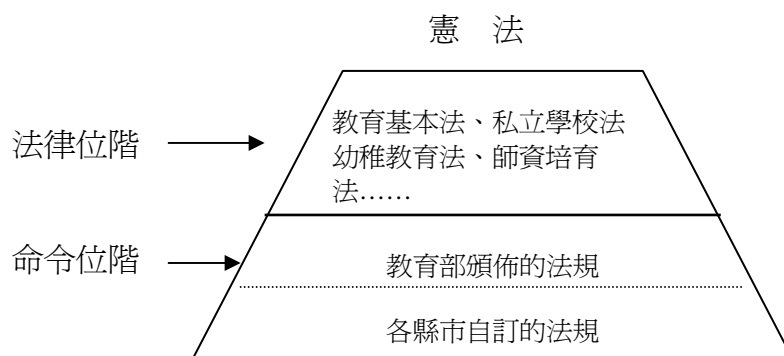 憲 法
法律位階
教育基本法、私立學校法
幼稚教育法、師資培育
法……
命令位階
教育部頒佈的法規
各縣市自訂的法規